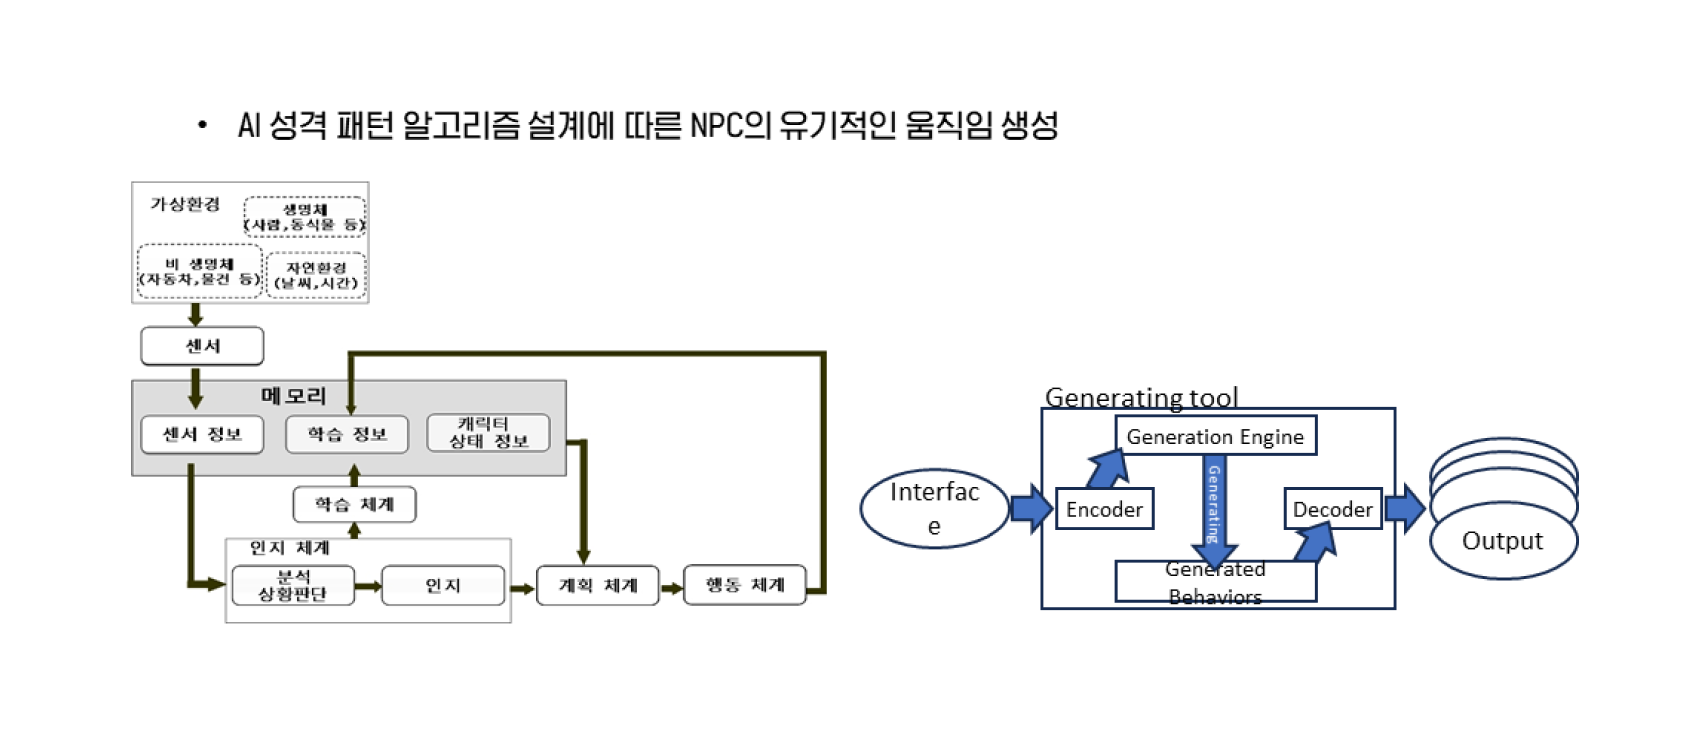 • AI 성격 패턴 알고리즘 설계에 따른 NPC의 유기적인 움직임 생성
가상환경
생명체
(사람,동식물 등)
비 생명체
(자동차,물건 등)
자연환경
(날씨,시간)
센서
메모리
센서 정보
학습 정보
캐릭터
상태 정보
학습 체계
인지 체계
분석
상황판단
인지
계획 체계
행동 체계
Generating tool
Generation Engine
Interfac
e
Encoder
Generating
Decoder
Generated
Behaviors
Output